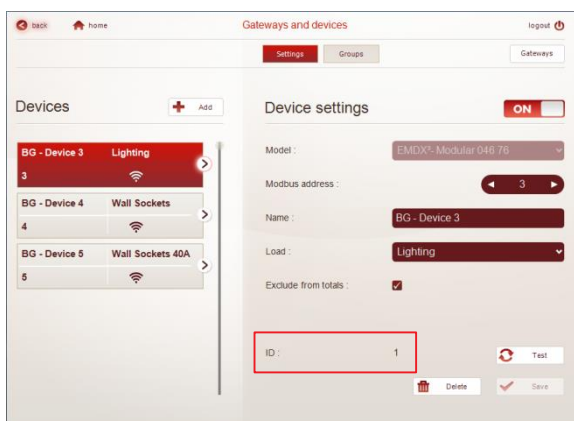 back home Gateways and devices logout
Settings Groups Gateways
Devices Add
BG - Device 3 Lighting
3
BG - Device 4 Wall Sockets
4
BG - Device 5 Wall Sockets 40A
5
Device settings ON
Model : EMDX³- Modular 046 76
Modbus address : 3
Name : BG - Device 3
Load : Lighting
Exclude from totals :
ID : 1
Test
Delete Save